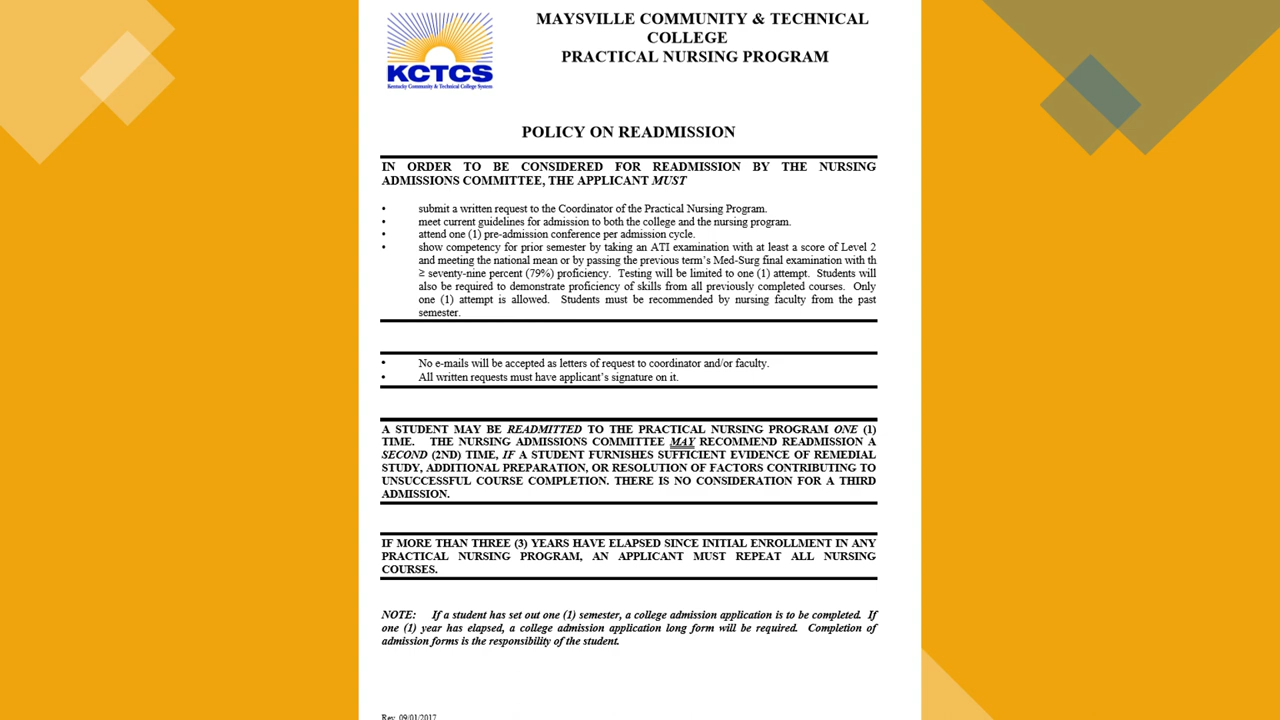 KCTCS
Kentucky Community & Technical College System
MAYSVILLE COMMUNITY & TECHNICAL
COLLEGE
PRACTICAL NURSING PROGRAM
POLICY ON READMISSION
IN ORDER TO BE CONSIDERED FOR READMISSION BY THE NURSING
ADMISSIONS COMMITTEE, THE APPLICANT MUST
• submit a written request to the Coordinator of the Practical Nursing Program.
• meet current guidelines for admission to both the college and the nursing program.
• attend one (1) pre-admission conference per admission cycle.
• show competency for prior semester by taking an ATI examination with at least a score of Level 2
and meeting the national mean or by passing the previous term's Med-Surg final examination with th
≥ seventy-nine percent (79%) proficiency. Testing will be limited to one (1) attempt. Students will
also be required to demonstrate proficiency of skills from all previously completed courses. Only
one (1) attempt is allowed. Students must be recommended by nursing faculty from the past
semester.
• No e-mails will be accepted as letters of request to coordinator and/or faculty.
• All written requests must have applicant's signature on it.
A STUDENT MAY BE READMITTED TO THE PRACTICAL NURSING PROGRAM ONE (1)
TIME. THE NURSING ADMISSIONS COMMITTEE MAY RECOMMEND READMISSION A
SECOND (2ND) TIME, IF A STUDENT FURNISHES SUFFICIENT EVIDENCE OF REMEDIAL
STUDY, ADDITIONAL PREPARATION, OR RESOLUTION OF FACTORS CONTRIBUTING TO
UNSUCCESSFUL COURSE COMPLETION. THERE IS NO CONSIDERATION FOR A THIRD
ADMISSION.
IF MORE THAN THREE (3) YEARS HAVE ELAPSED SINCE INITIAL ENROLLMENT IN ANY
PRACTICAL NURSING PROGRAM, AN APPLICANT MUST REPEAT ALL NURSING
COURSES.
NOTE: If a student has set out one (1) semester, a college admission application is to be completed. If
one (1) year has elapsed, a college admission application long form will be required. Completion of
admission forms is the responsibility of the student.
Rev. 09/01/2017